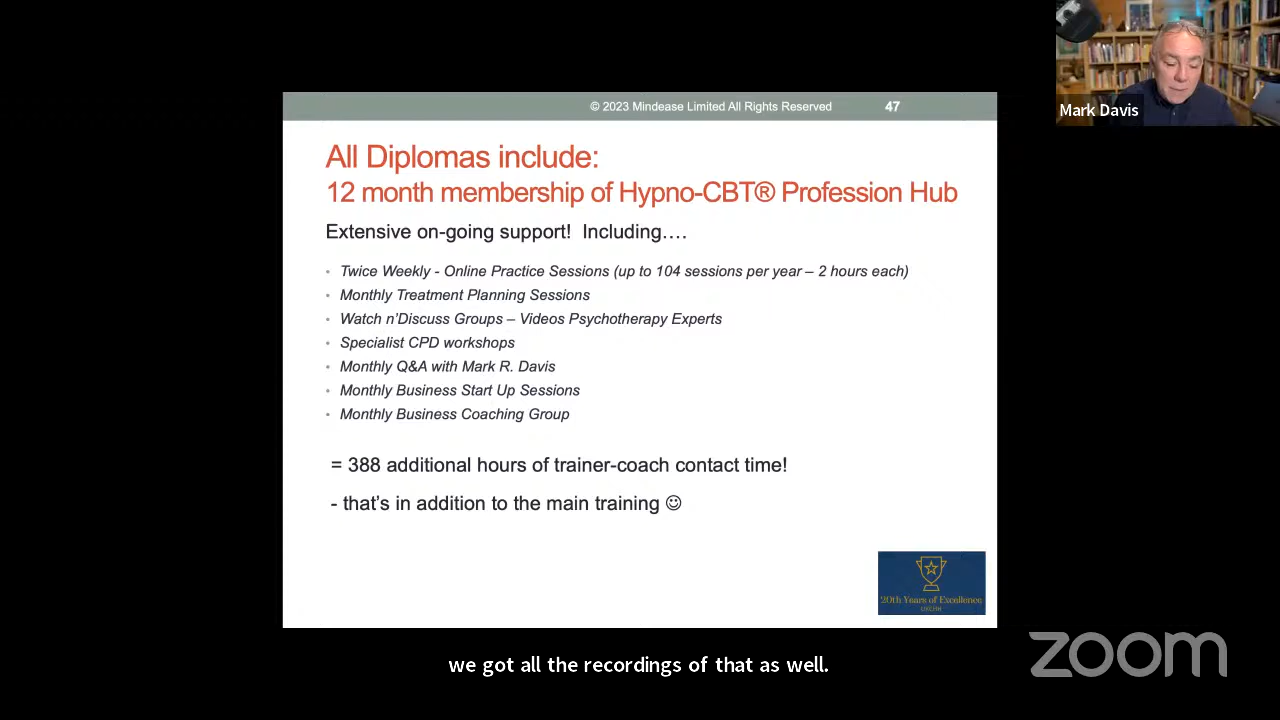 © 2023 Mindease Limited All Rights Reserved 47
Mark Davis
All Diplomas include:
12 month membership of Hypno-CBT® Profession Hub
Extensive on-going support! Including….
• Twice Weekly - Online Practice Sessions (up to 104 sessions per year – 2 hours each)
• Monthly Treatment Planning Sessions
• Watch n'Discuss Groups – Videos Psychotherapy Experts
• Specialist CPD workshops
• Monthly Q&A with Mark R. Davis
• Monthly Business Start Up Sessions
• Monthly Business Coaching Group
= 388 additional hours of trainer-coach contact time!
- that's in addition to the main training ☺
20th Years of Excellence
zoom
we got all the recordings of that as well.